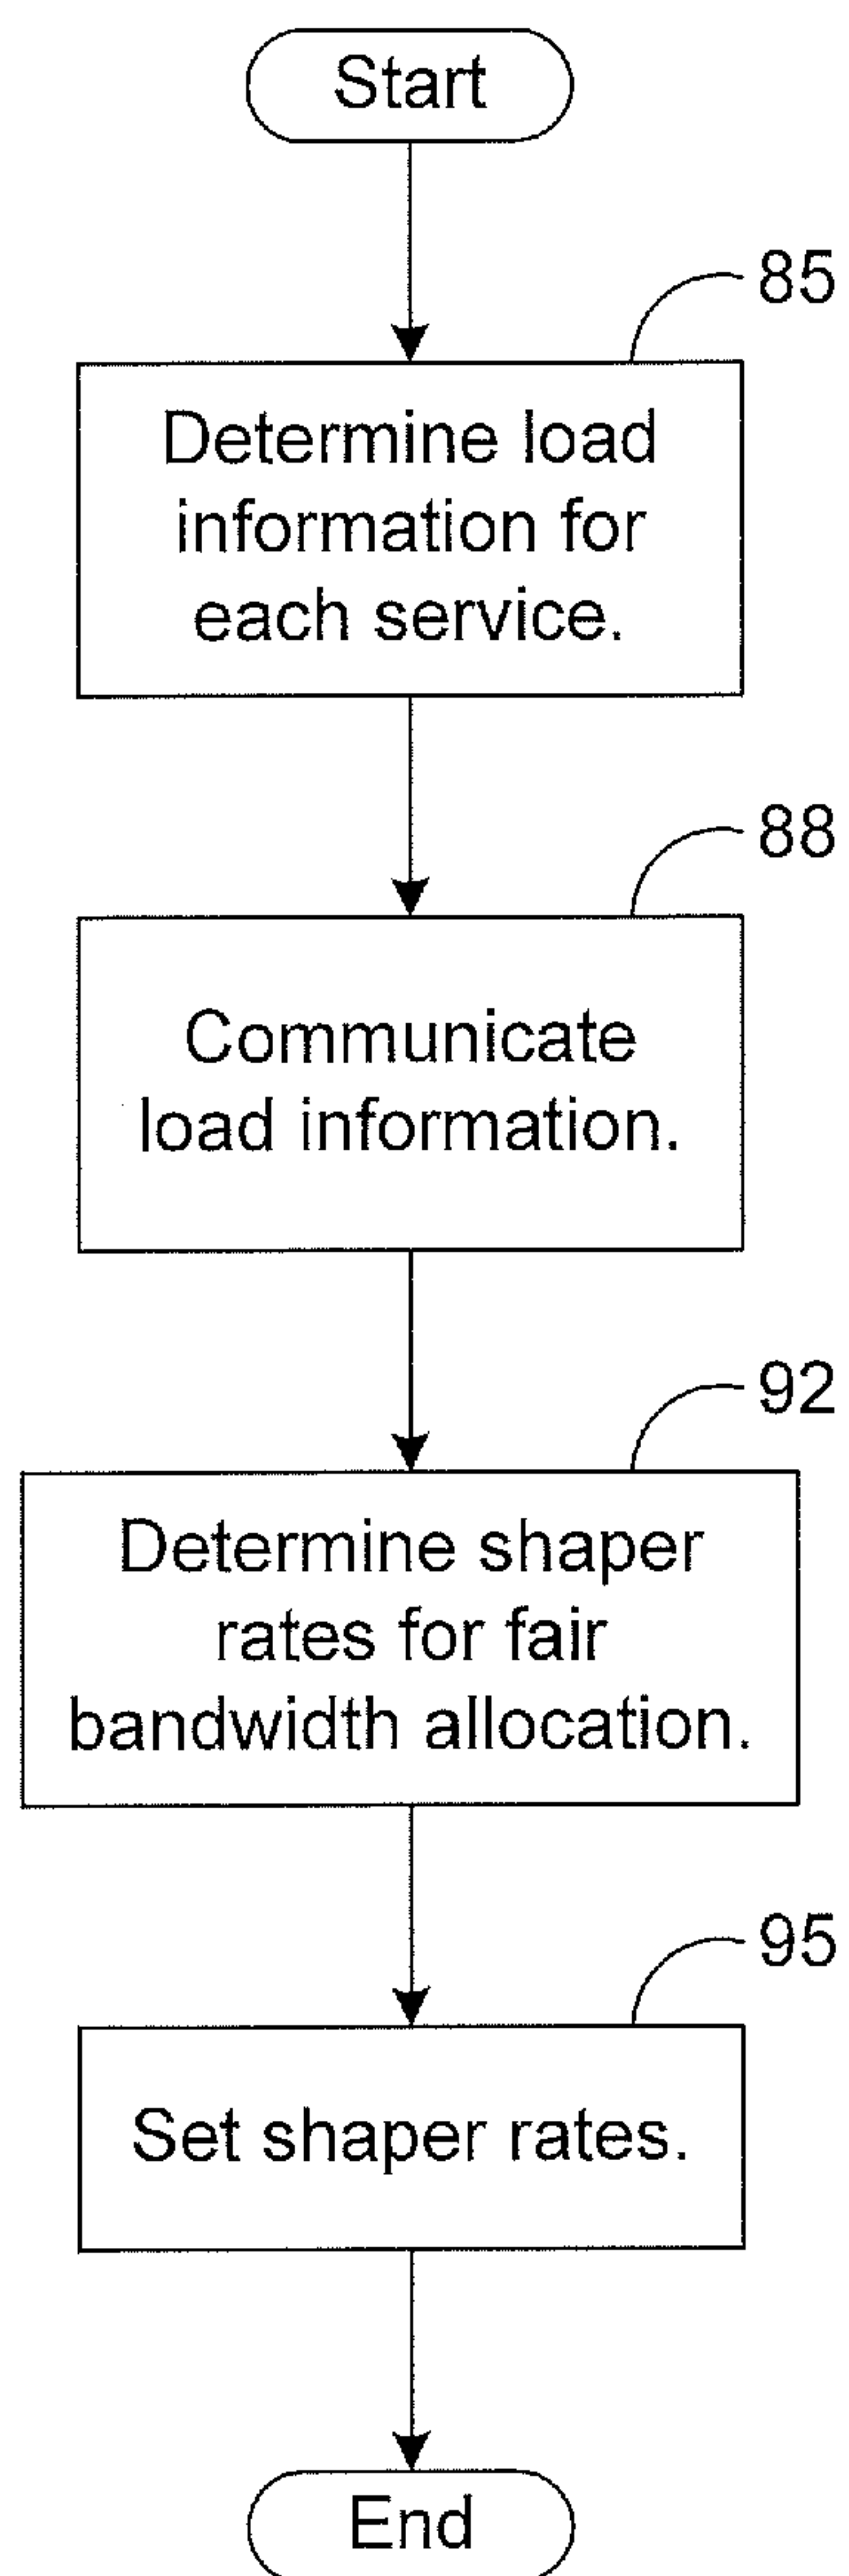 Start
85
Determine load
information for
each service.
88
Communicate
load information.
92
Determine shaper
rates for fair
bandwidth allocation.
95
Set shaper rates.
End